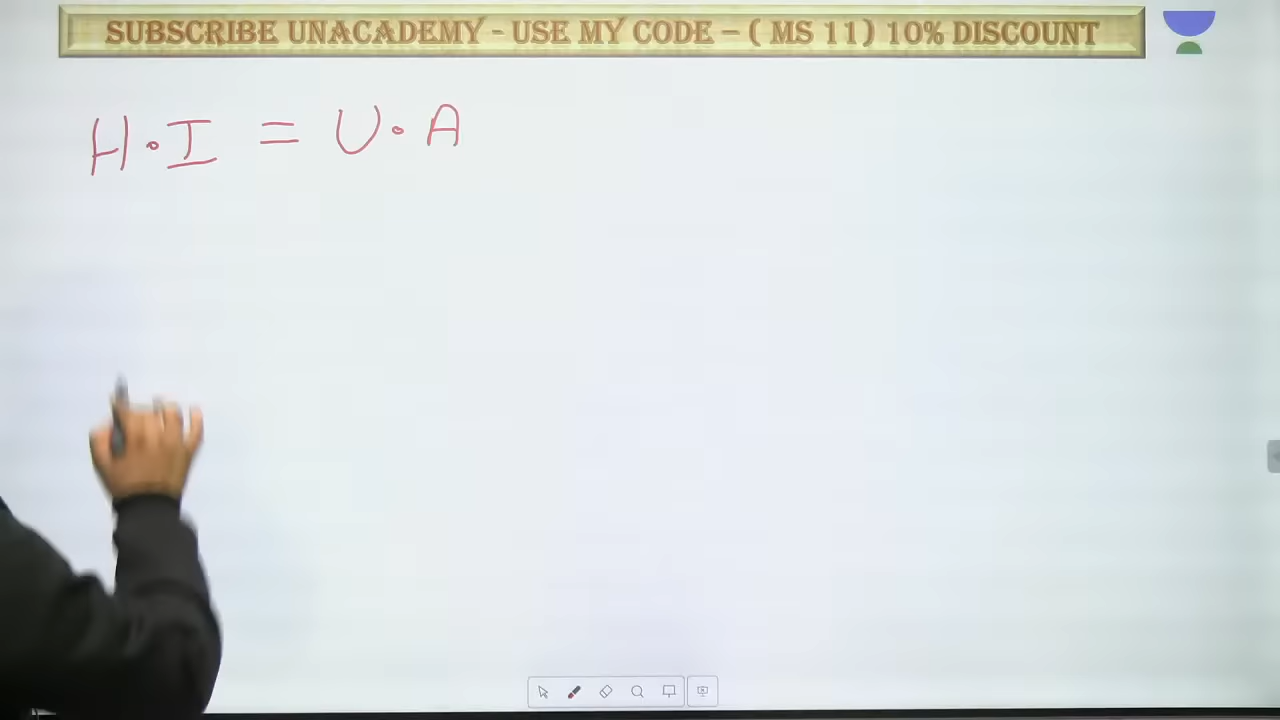 SUBSCRIBE UNACADEMY - USE MY CODE – ( MS 11) 10% DISCOUNT
H.I = U.A